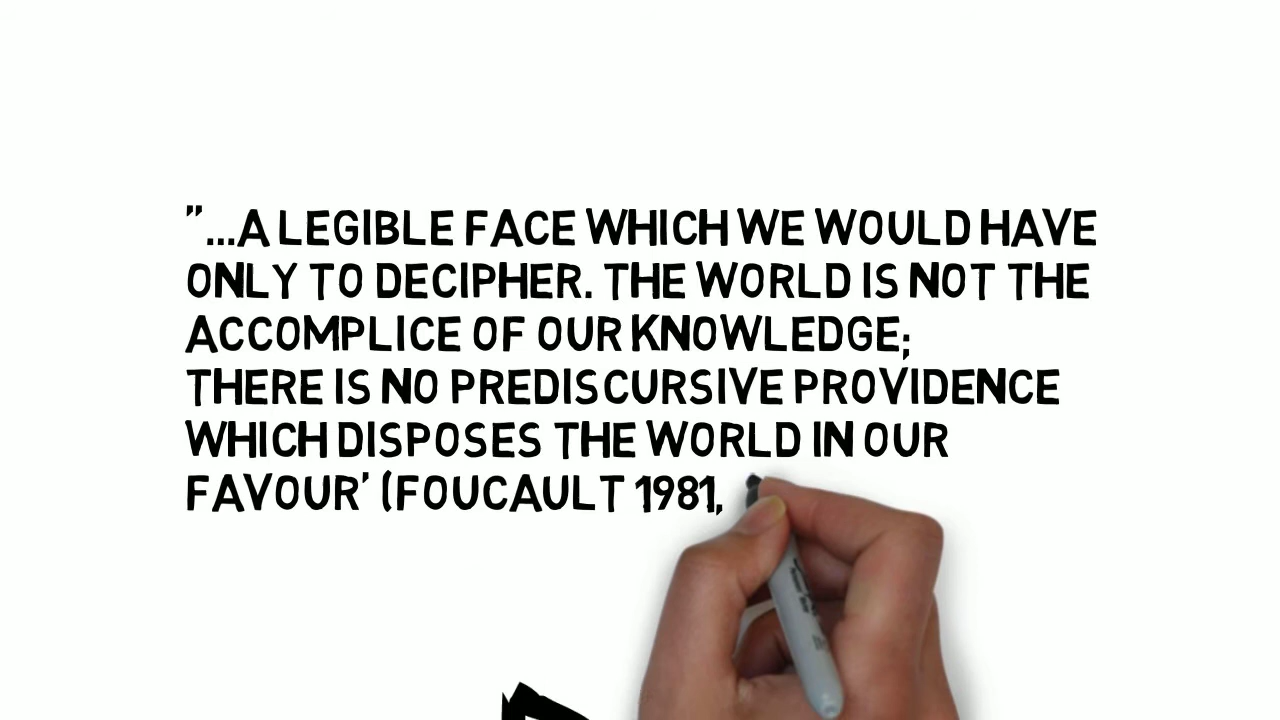 ”...A LEGIBLE FACE WHICH WE WOULD HAVE
ONLY TO DECIPHER. THE WORLD IS NOT THE
ACCOMPLICE OF OUR KNOWLEDGE;
THERE IS NO PREDISCURSIVE PROVIDENCE
WHICH DISPOSES THE WORLD IN OUR
FAVOUR’ (FOUCAULT 1981,